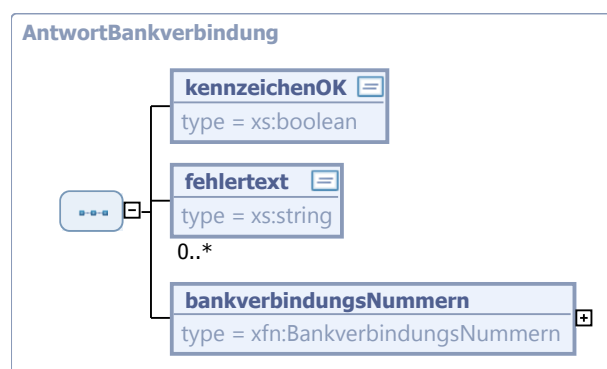 AntwortBankverbindung
kennzeichenOK
type = xs:boolean
fehlertext
type = xs:string
0..*
bankverbindungsNummern
type = xfn:BankverbindungsNummern